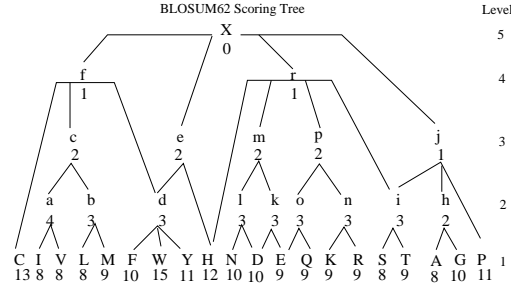 BLOSUM62 Scoring Tree Level
X 5
0
f r 4
1 1
c e m p j 3
2 2 2 2 1
a b d l k o n i h 2
4 3 3 3 3 3 3 3 2
C I V L M F W Y H N D E Q K R S T A G P 1
13 8 8 8 9 10 15 11 12 10 10 9 9 9 9 8 9 8 10 11